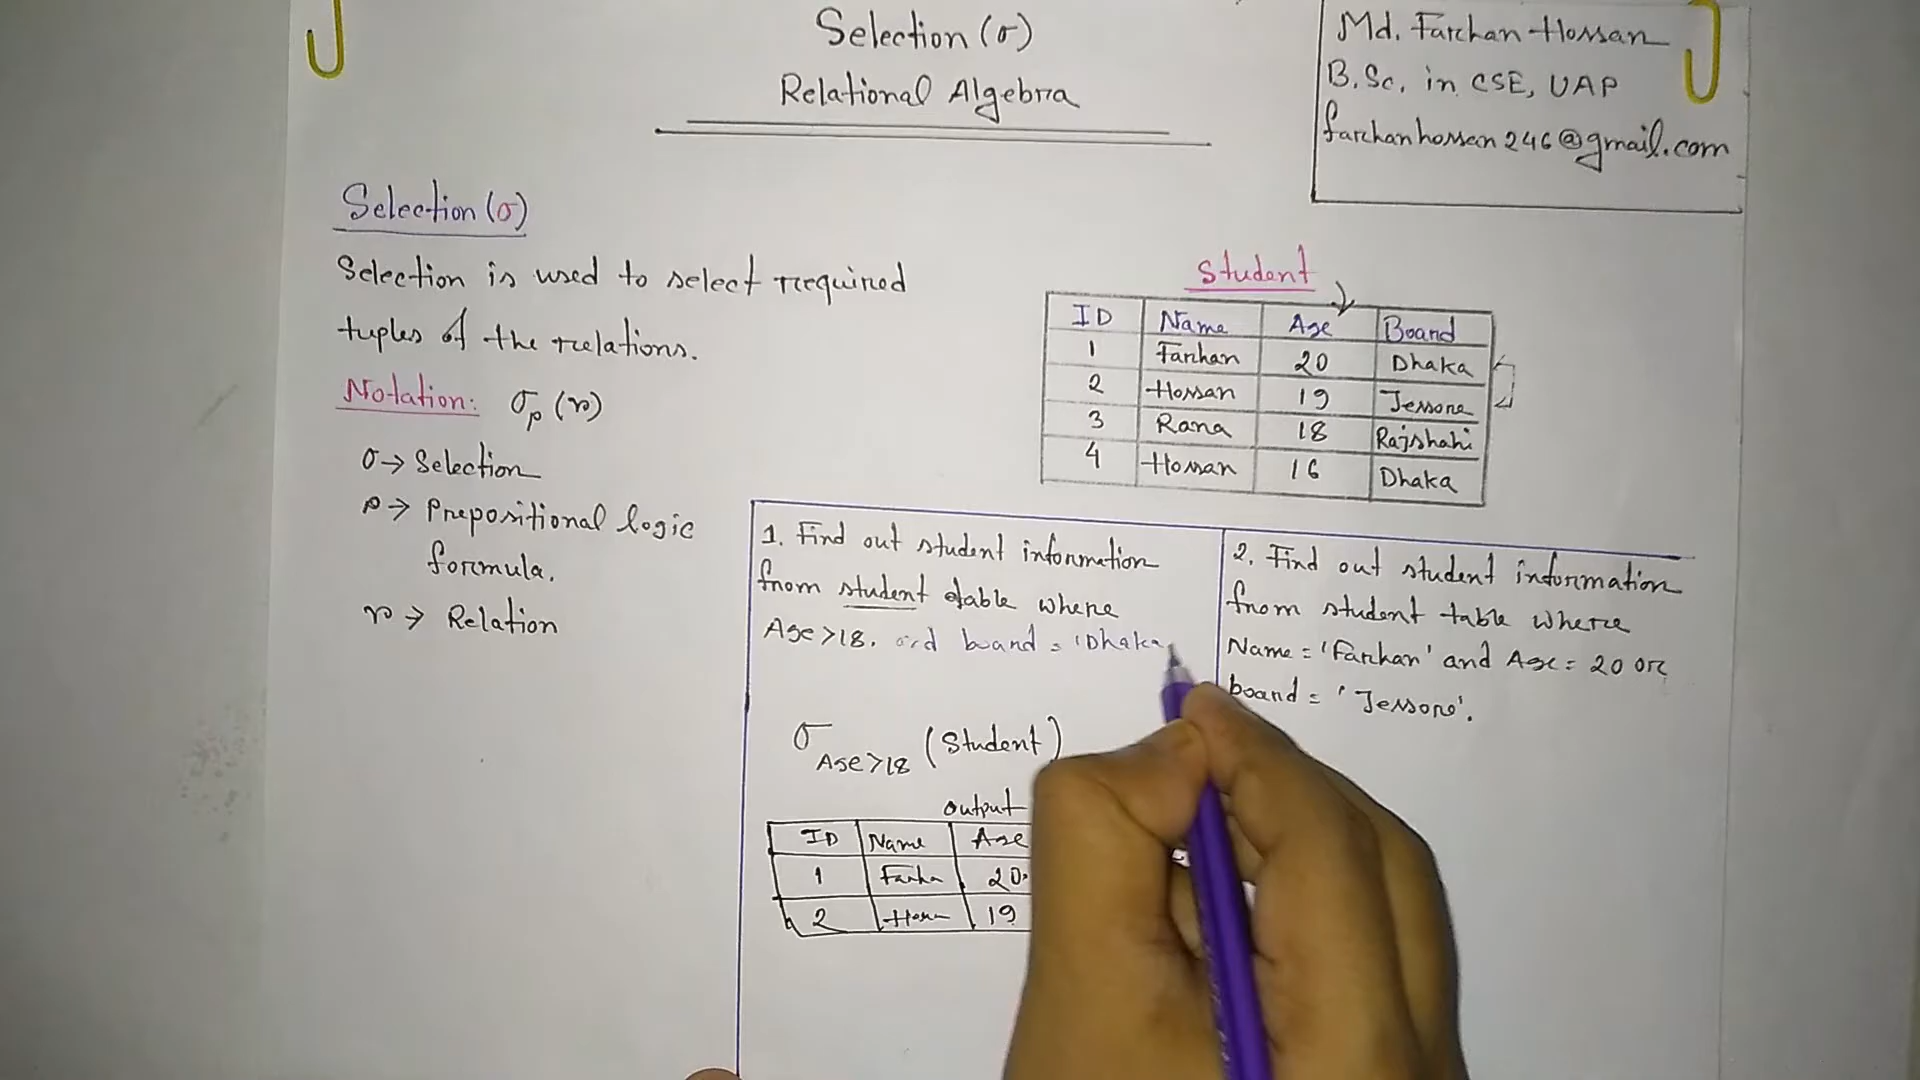 Selection (σ)
Relational Algebra
Md. Farhan Hossan
B.Sc. in CSE, UAP
farhanhossan246@gmail.com
Selection (σ)
Selection is used to select required
tuples of the relations.
Notation: σp (r)
σ → Selection
p → Prepositional logic
formula.
r → Relation
Student
ID Name Age Board
1 Farhan 20 Dhaka
2 Hossan 19 Jessore
3 Rana 18 Rajshahi
4 Hossan 16 Dhaka
1. Find out student information
from student table where
Age > 18. and board = 'Dhaka
σ Age > 18 (Student)
output
ID Name Age
1 Farha 20
2 Hossan 19
2. Find out student information
from student table where
Name = 'Farhan' and Age = 20 or
board = 'Jessore'.